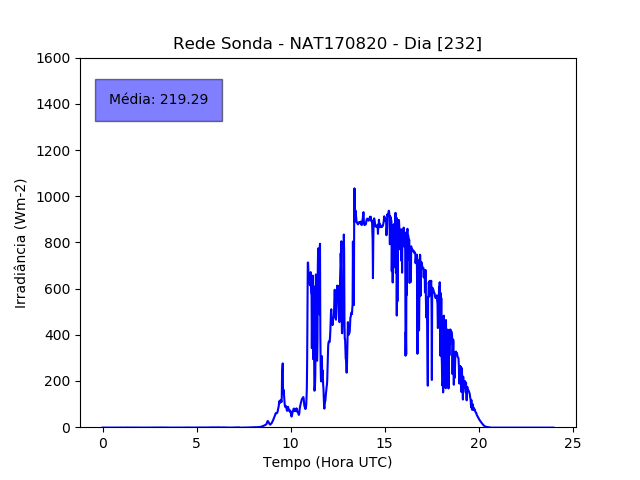 Rede Sonda - NAT170820 - Dia [232]
1600
1400
1200
1000
800
600
400
200
0
Irradiância (Wm-2)
Média: 219.29
0 5 10 15 20 25
Tempo (Hora UTC)